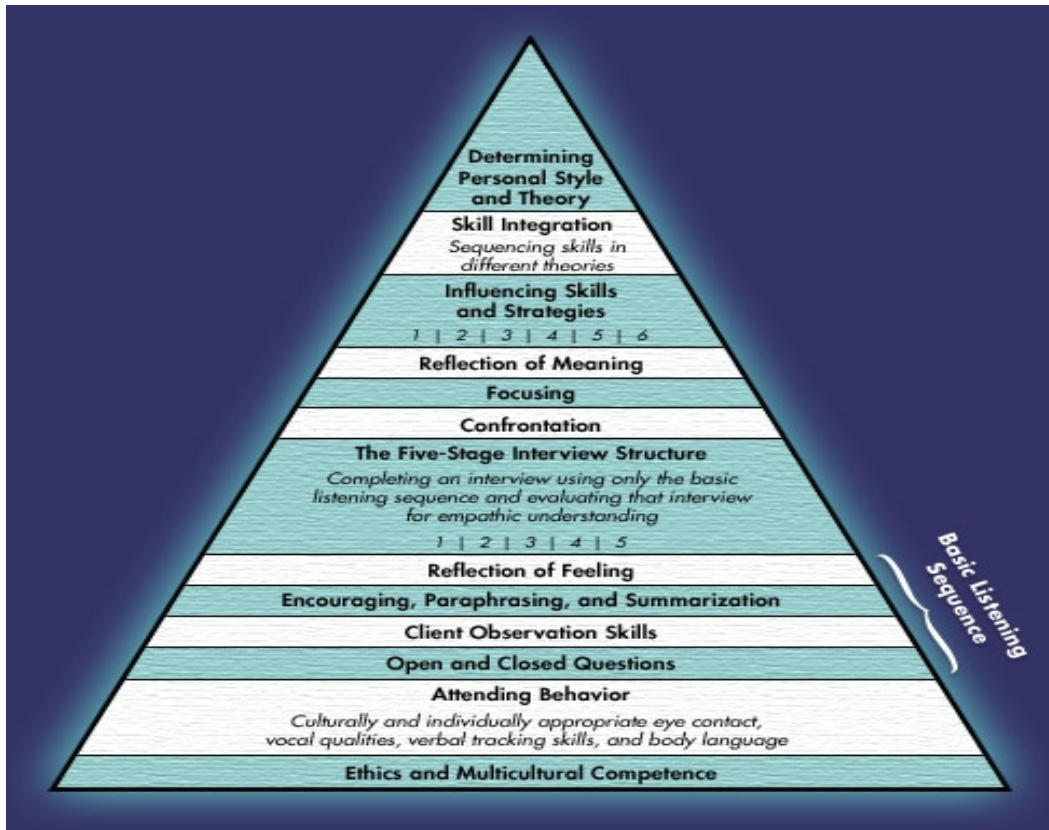 Determining
Personal Style
and Theory
Skill Integration
Sequencing skills in
different theories
Influencing Skills
and Strategies
1 | 2 | 3 | 4 | 5 | 6
Reflection of Meaning
Focusing
Confrontation
The Five-Stage Interview Structure
Completing an interview using only the basic
listening sequence and evaluating that interview
for empathic understanding
1 | 2 | 3 | 4 | 5
Reflection of Feeling
Encouraging, Paraphrasing, and Summarization
Client Observation Skills
Open and Closed Questions
Basic Listening
Sequence
Attending Behavior
Culturally and individually appropriate eye contact,
vocal qualities, verbal tracking skills, and body language
Ethics and Multicultural Competence